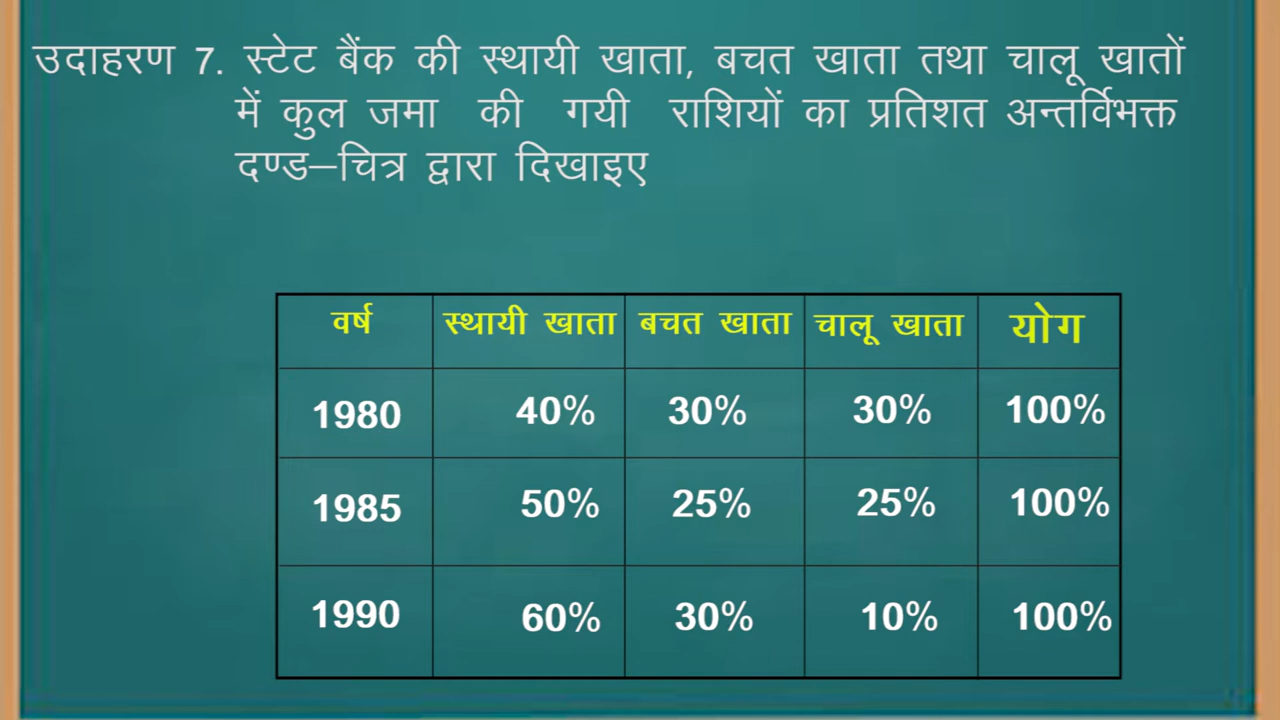 उदाहरण 7. स्टेट बैंक की स्थायी खाता, बचत खाता तथा चालू खातों
में कुल जमा की गयी राशियों का प्रतिशत अन्तर्विभक्त
दण्ड–चित्र द्वारा दिखाइए
वर्ष स्थायी खाता बचत खाता चालू खाता योग
1980 40% 30% 30% 100%
1985 50% 25% 25% 100%
1990 60% 30% 10% 100%